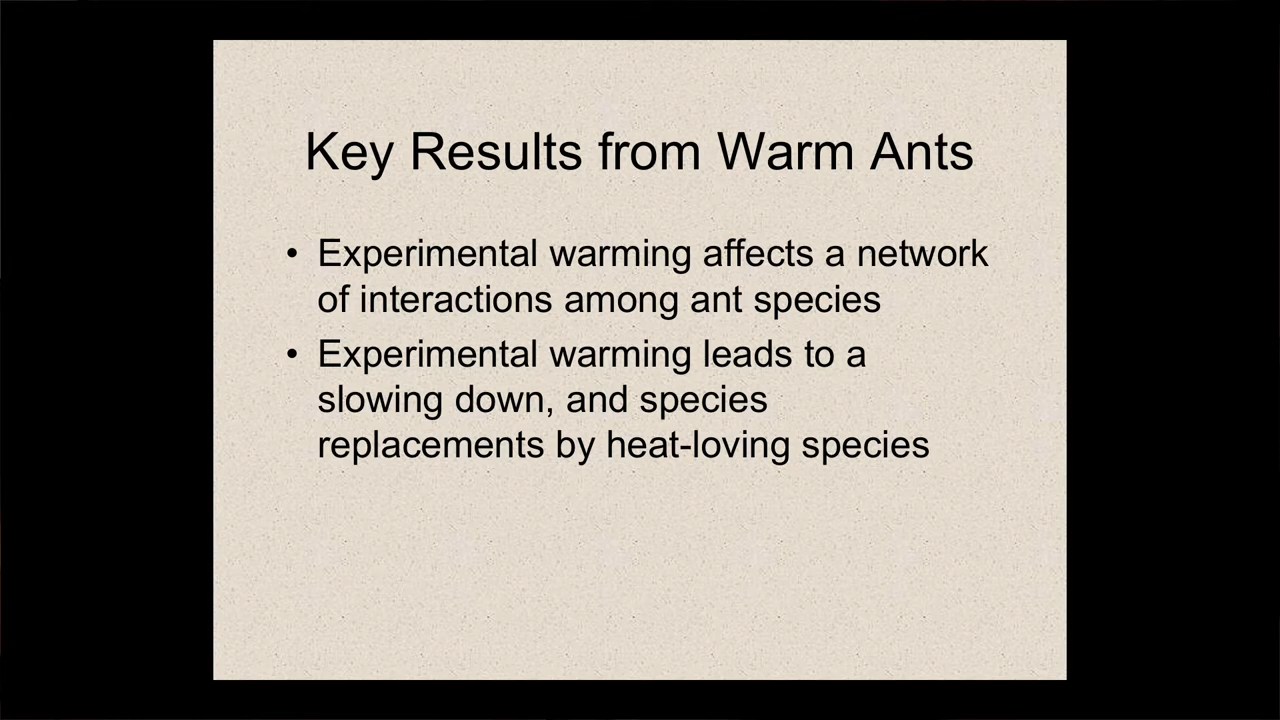 Key Results from Warm Ants
• Experimental warming affects a network
of interactions among ant species
• Experimental warming leads to a
slowing down, and species
replacements by heat-loving species